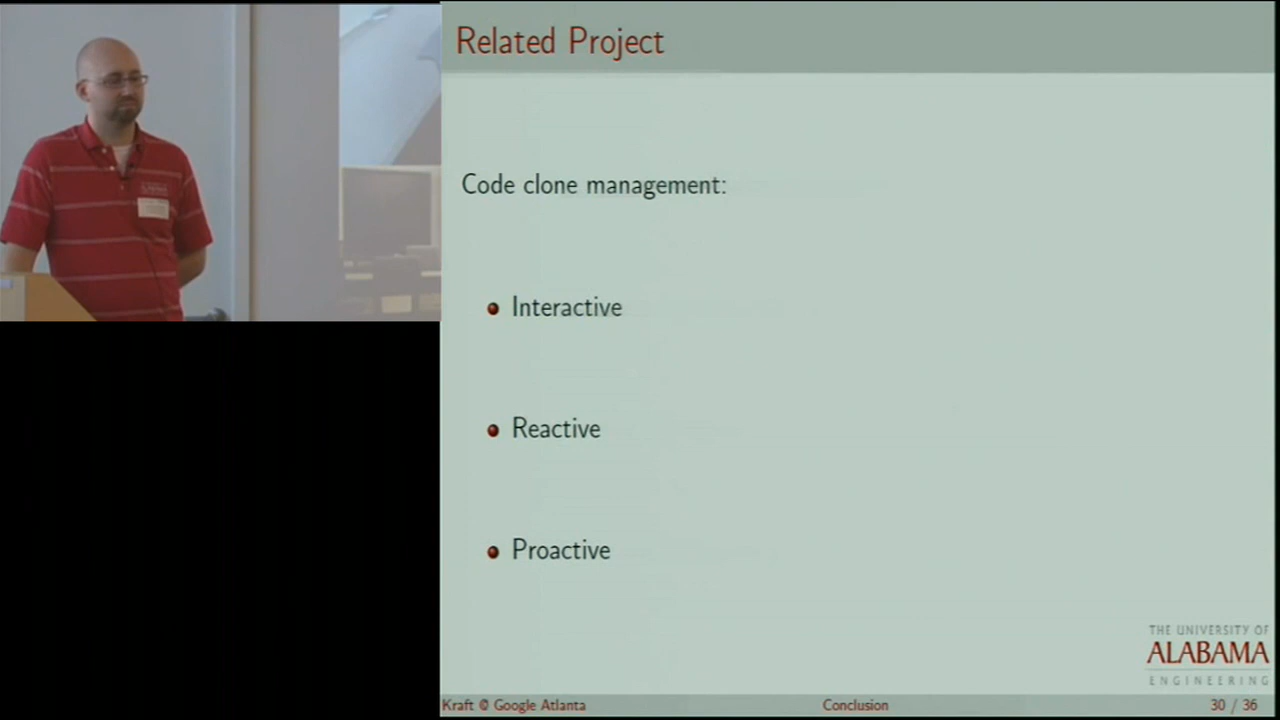 Related Project
Code clone management:
Interactive
Reactive
Proactive
THE UNIVERSITY OF
ALABAMA
ENGINEERING
Kraft @ Google Atlanta
Conclusion
30 / 36
ALABAMA